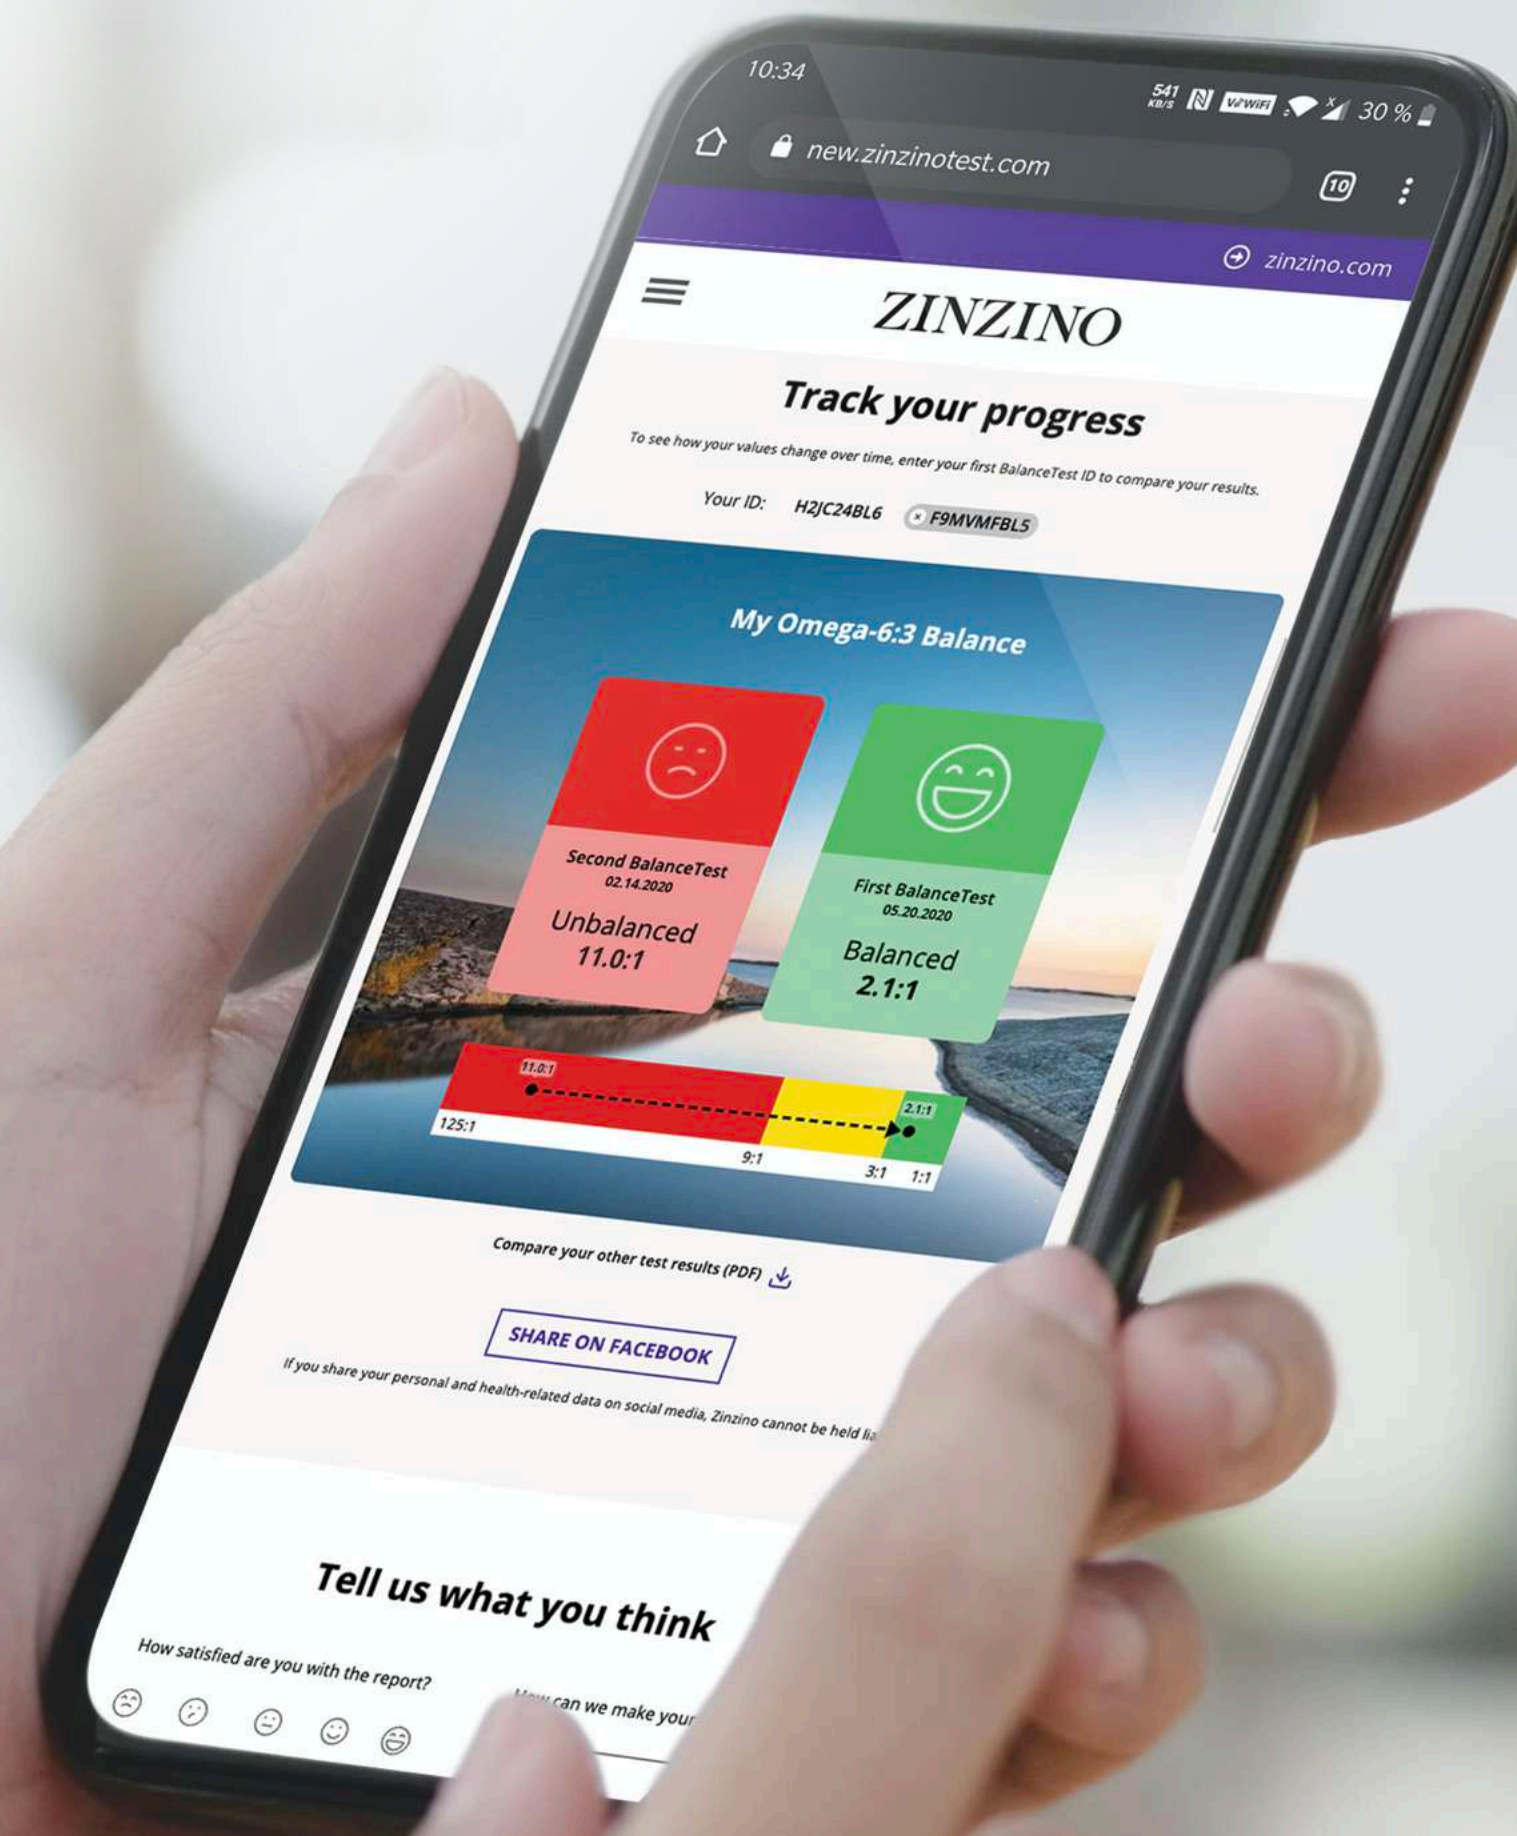 10:34
541
KB/S
VoWiFi
30 %
new.zinzinotest.com
10
zinzino.com
ZINZINO
Track your progress
To see how your values change over time, enter your first BalanceTest ID to compare your results.
Your ID: H2JC24BL6 × F9MVMFBL5
My Omega-6:3 Balance
Second BalanceTest
02.14.2020
Unbalanced
11.0:1
First BalanceTest
05.20.2020
Balanced
2.1:1
11.0:1
2.1:1
125:1
9:1
3:1
1:1
Compare your other test results (PDF)
SHARE ON FACEBOOK
If you share your personal and health-related data on social media, Zinzino cannot be held
Tell us what you think
How satisfied are you with the report?
can we make your